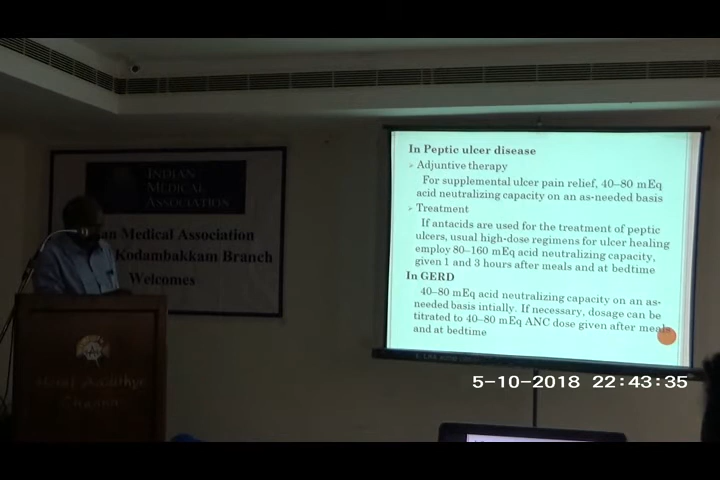 INDIAN
MEDICAL
ASSOCIATION
an Medical Association
Kodambakkam Branch
Welcomes
In Peptic ulcer disease
➢ Adjuntive therapy
For supplemental ulcer pain relief, 40–80 mEq
acid neutralizing capacity on an as-needed basis
➢ Treatment
If antacids are used for the treatment of peptic
ulcers, usual high-dose regimens for ulcer healing
employ 80–160 mEq acid neutralizing capacity,
given 1 and 3 hours after meals and at bedtime
In GERD
40–80 mEq acid neutralizing capacity on an as-
needed basis intially. If necessary, dosage can be
titrated to 40–80 mEq ANC dose given after meals
and at bedtime
5-10-2018 22:43:35